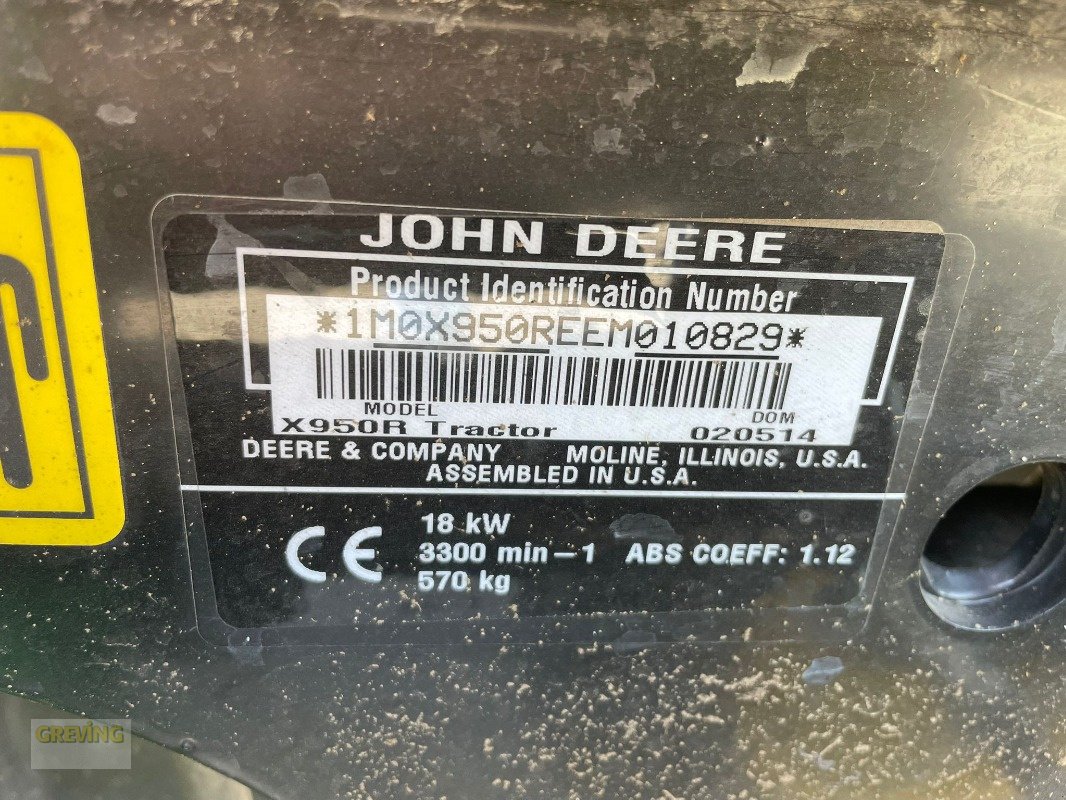 JOHN DEERE
Product Identification Number
*1M0X950REEM010829*
MODEL DOM
X950R Tractor 020514
DEERE & COMPANY MOLINE, ILLINOIS, U.S.A.
ASSEMBLED IN U.S.A.
CE 18 kW
3300 min-1 ABS COEFF: 1.12
570 kg
GREVING